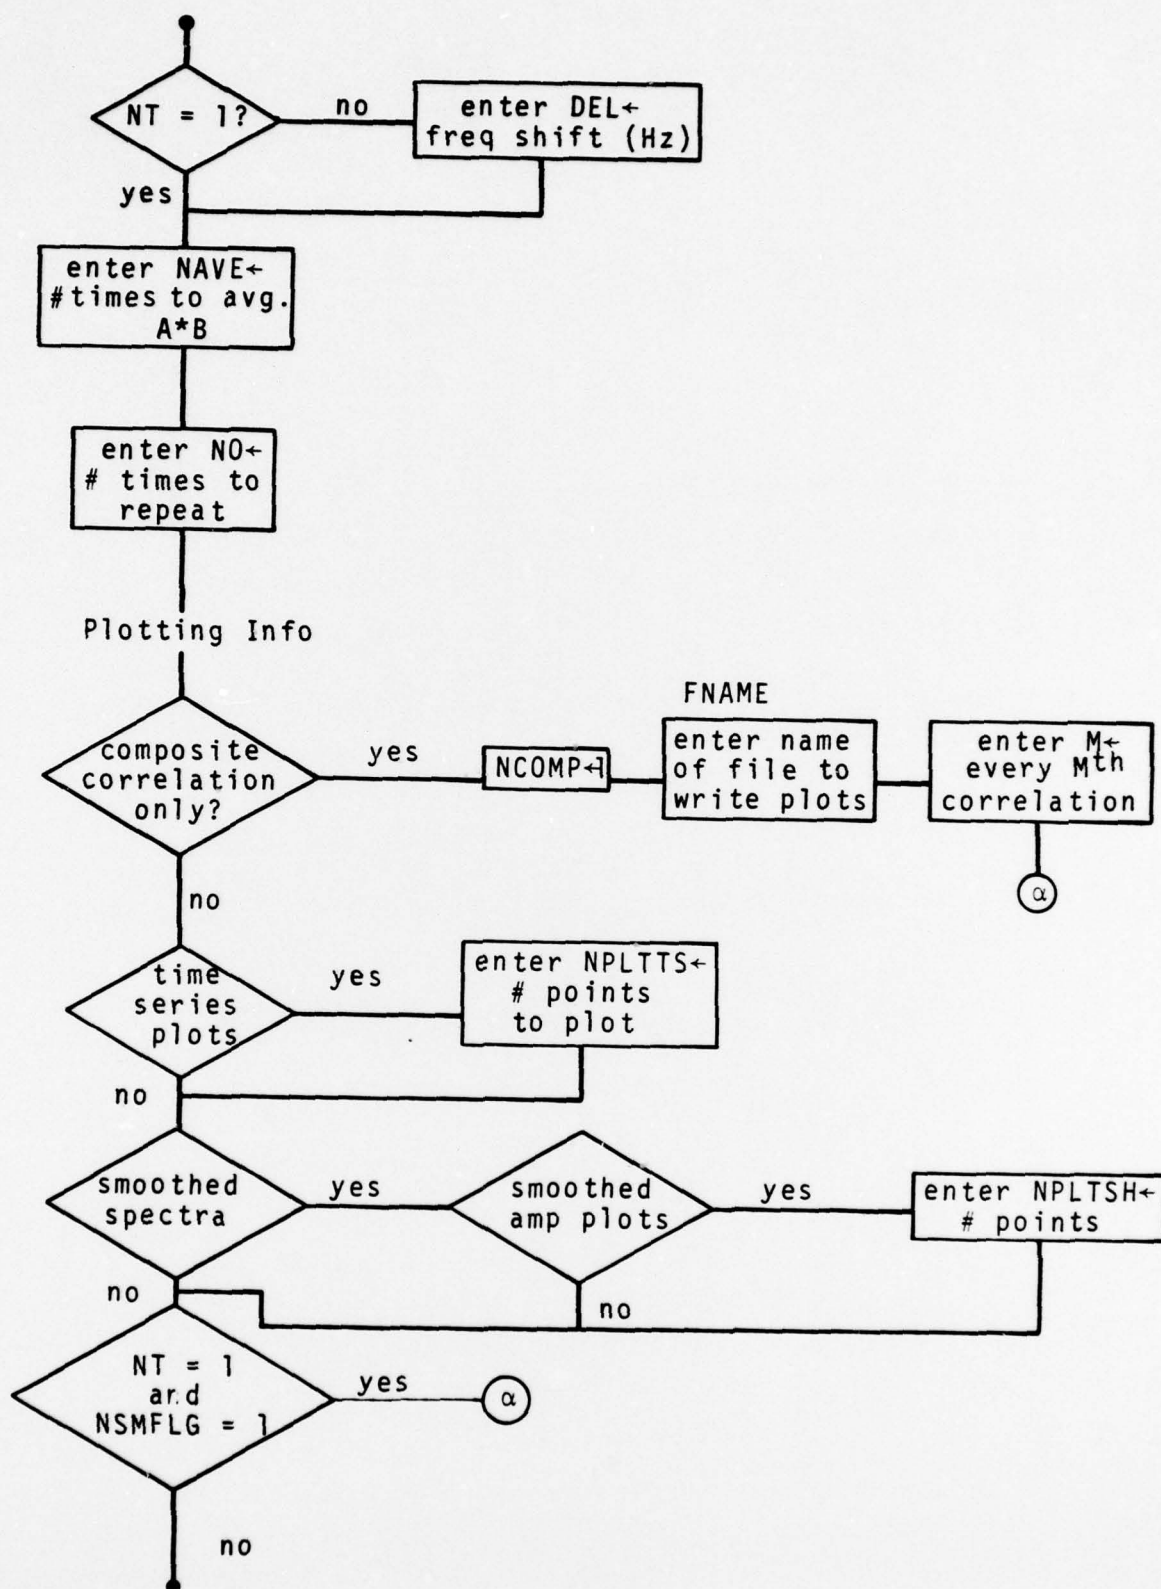 NT = 1?
no
enter DEL←
freq shift (Hz)
yes
enter NAVE←
# times to avg.
A*B
enter NO←
# times to
repeat
Plotting Info
composite
correlation
only?
yes
NCOMP←1
FNAME
enter name
of file to
write plots
enter M←
every Mth
correlation
α
no
time
series
plots
yes
enter NPLTTS←
# points
to plot
no
smoothed
spectra
yes
smoothed
amp plots
yes
enter NPLTSH←
# points
no
no
NT = 1
and
NSMFLG = 1
yes
α
no